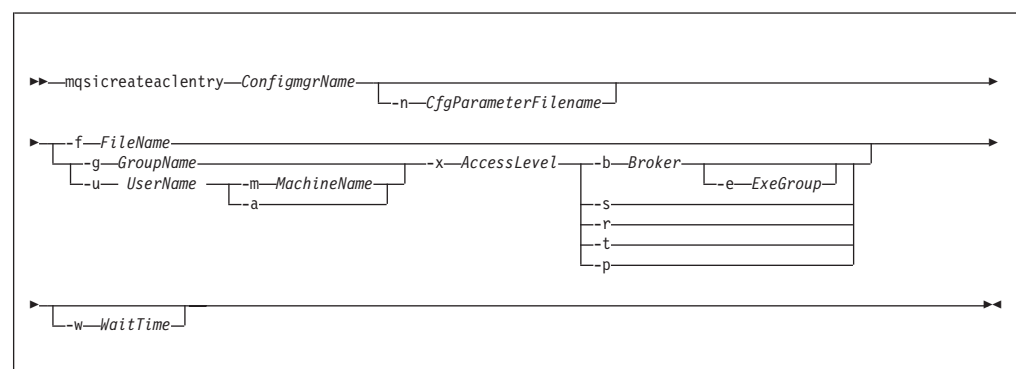 mqsicreateaclentry ConfigmgrName
-n CfgParameterFilename
-f FileName
-g GroupName -x AccessLevel -b Broker
-u UserName -m MachineName -e ExeGroup
-a -s
-r
-t
-p
-w WaitTime